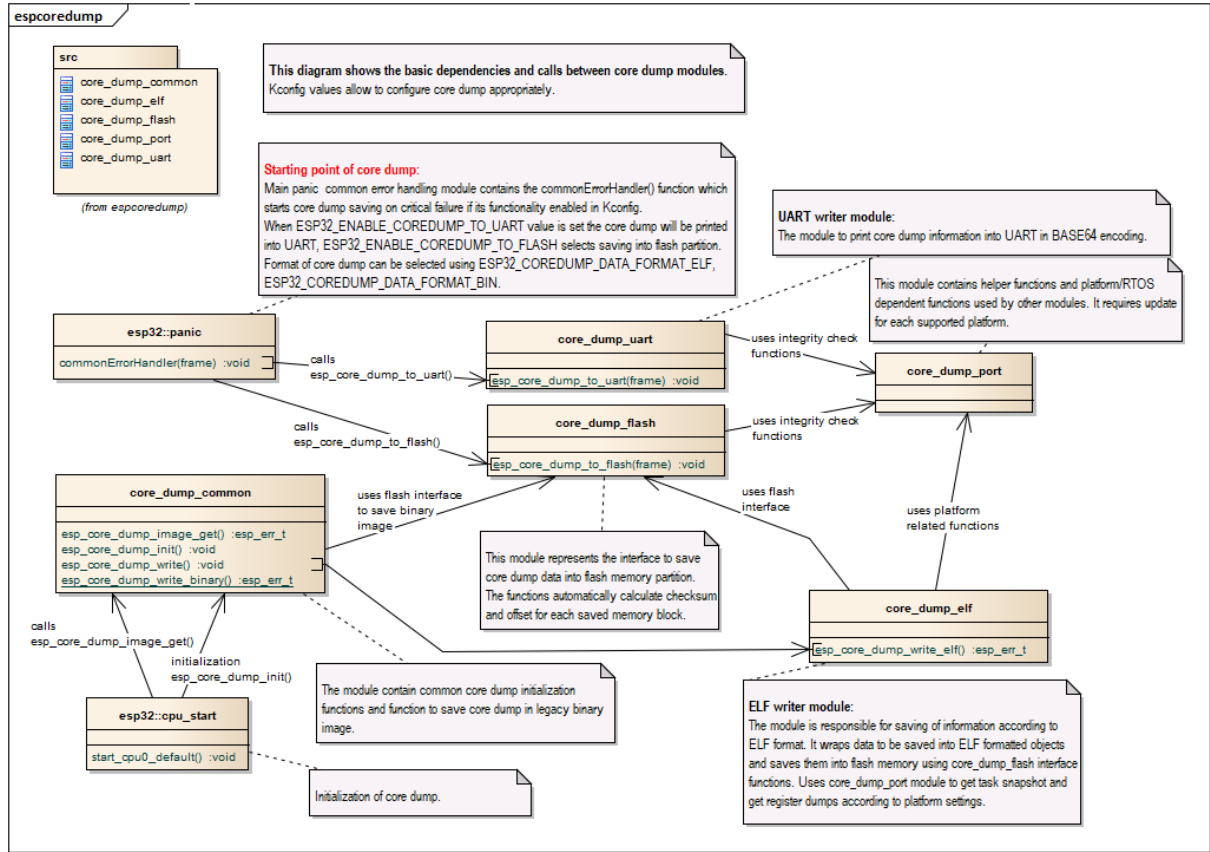 espcoredump
src
core_dump_common
core_dump_elf
core_dump_flash
core_dump_port
core_dump_uart
(from espcoredump)
This diagram shows the basic dependencies and calls between core dump modules.
Kconfig values allow to configure core dump appropriately.
Starting point of core dump:
Main panic common error handling module contains the commonErrorHandler() function which
starts core dump saving on critical failure if its functionality enabled in Kconfig.
When ESP32_ENABLE_COREDUMP_TO_UART value is set the core dump will be printed
into UART, ESP32_ENABLE_COREDUMP_TO_FLASH selects saving into flash partition.
Format of core dump can be selected using ESP32_COREDUMP_DATA_FORMAT_ELF,
ESP32_COREDUMP_DATA_FORMAT_BIN.
UART writer module:
The module to print core dump information into UART in BASE64 encoding.
This module contains helper functions and platform/RTOS
dependent functions used by other modules. It requires update
for each supported platform.
esp32::panic
commonErrorHandler(frame) :void
calls
esp_core_dump_to_uart()
core_dump_uart
esp_core_dump_to_uart(frame) :void
uses integrity check
functions
core_dump_port
calls
esp_core_dump_to_flash()
core_dump_flash
esp_core_dump_to_flash(frame) :void
uses integrity check
functions
core_dump_common
esp_core_dump_image_get() :esp_err_t
esp_core_dump_init() :void
esp_core_dump_write() :void
esp_core_dump_write_binary() :esp_err_t
uses flash interface
to save binary
image
uses flash
interface
uses platform
related functions
This module represents the interface to save
core dump data into flash memory partition.
The functions automatically calculate checksum
and offset for each saved memory block.
core_dump_elf
esp_core_dump_write_elf() :esp_err_t
calls
esp_core_dump_image_get()
initialization
esp_core_dump_init()
The module contain common core dump initialization
functions and function to save core dump in legacy binary
image.
esp32::cpu_start
start_cpu0_default() :void
Initialization of core dump.
ELF writer module:
The module is responsible for saving of information according to
ELF format. It wraps data to be saved into ELF formatted objects
and saves them into flash memory using core_dump_flash interface
functions. Uses core_dump_port module to get task snapshot and
get register dumps according to platform settings.